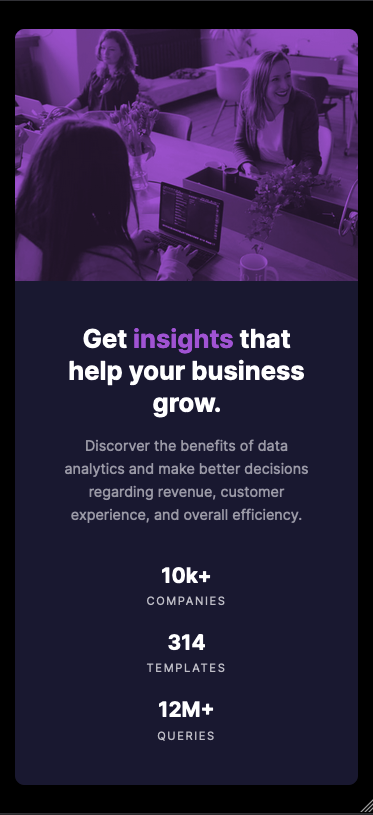 Get insights that
help your business
grow.
Discorver the benefits of data
analytics and make better decisions
regarding revenue, customer
experience, and overall efficiency.
10k+
COMPANIES
314
TEMPLATES
12M+
QUERIES